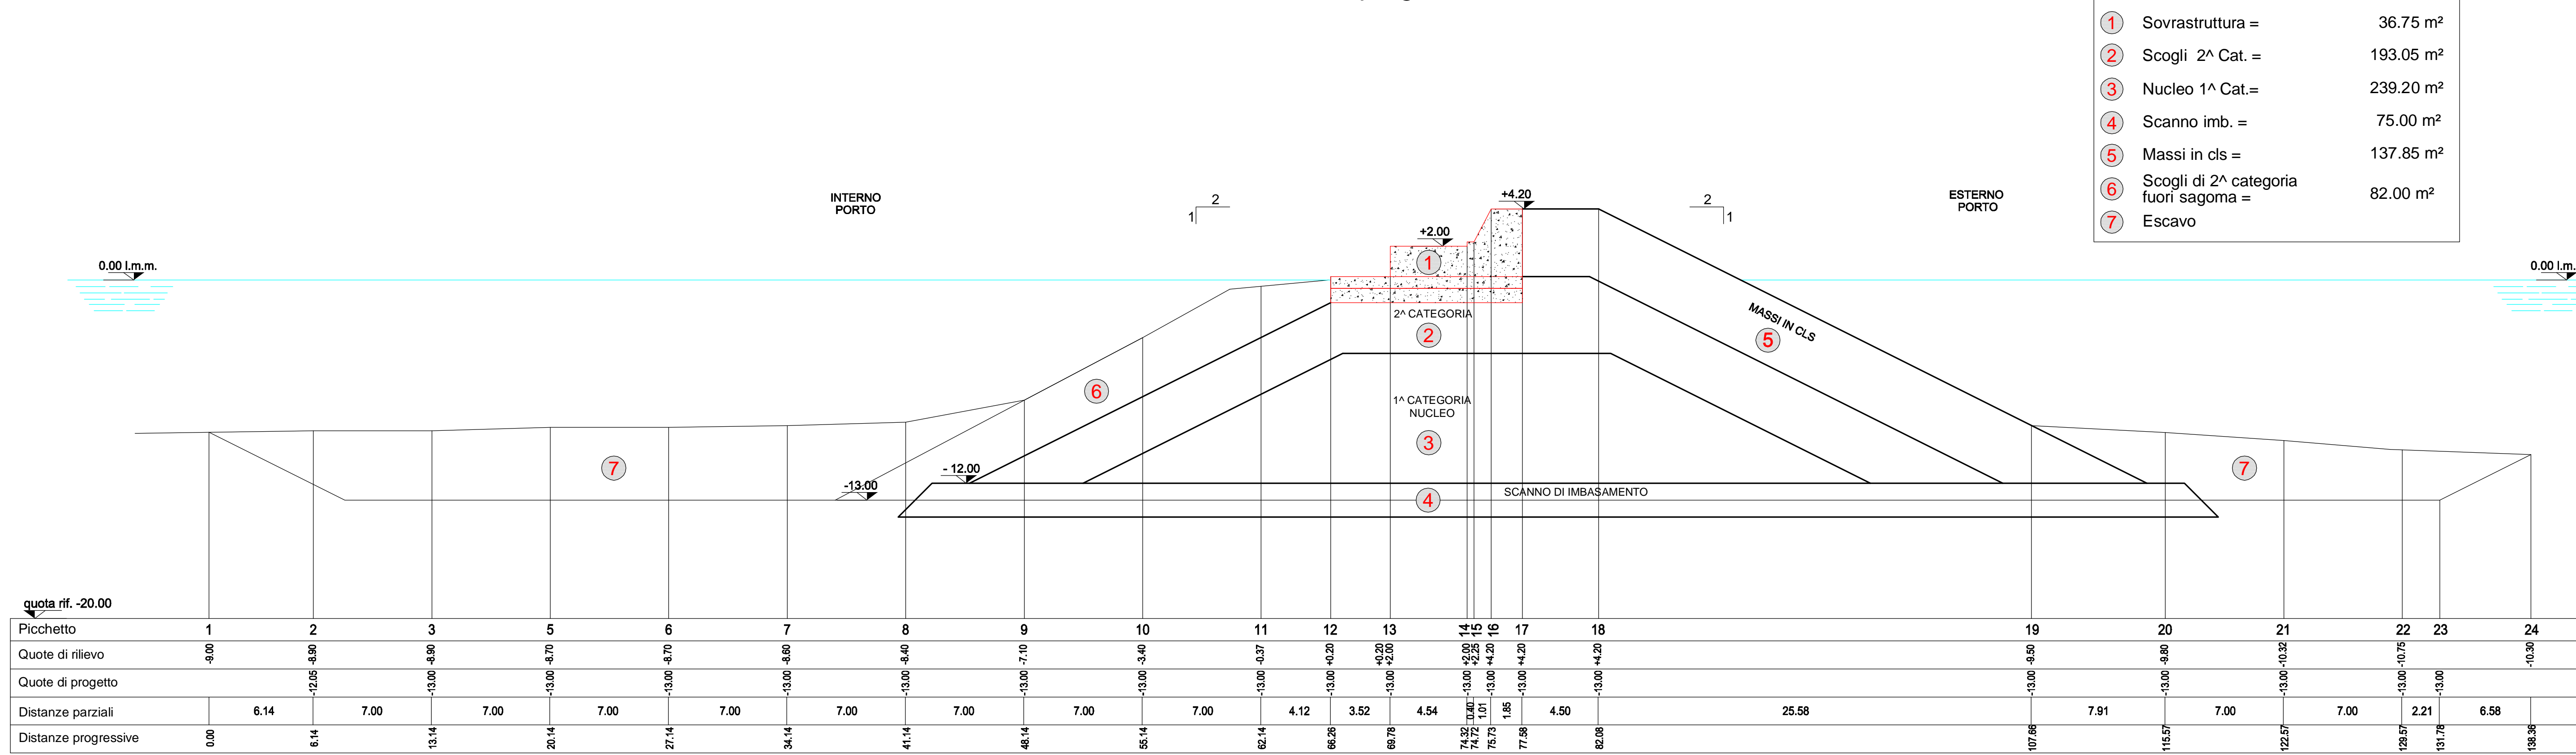 1 Sovrastruttura = 36.75 m²
2 Scogli 2^ Cat. = 193.05 m²
3 Nucleo 1^ Cat.= 239.20 m²
4 Scanno imb. = 75.00 m²
5 Massi in cls = 137.85 m²
6 Scogli di 2^ categoria
fuori sagoma = 82.00 m²
7 Escavo
INTERNO
PORTO
2
1
+4.20
2
1
ESTERNO
PORTO
+2.00
1
0.00 l.m.m.
0.00 l.m.
2^ CATEGORIA
2
MASSI IN CLS
5
6
1^ CATEGORIA
NUCLEO
3
7
- 12.00
-13.00
7
4
SCANNO DI IMBASAMENTO
quota rif. -20.00
Picchetto 1 2 3 5 6 7 8 9 10 11 12 13 14 15 16 17 18 19 20 21 22 23 24
Quote di rilievo -9.00 -8.90 -8.90 -8.70 -8.70 -8.60 -8.40 -7.10 -3.40 -0.37 +0.20 +0.20 +2.00 +2.00 +2.25 +4.20 +4.20 +4.20 -9.50 -9.80 -10.32 -10.75 -10.30
Quote di progetto -12.05 -13.00 -13.00 -13.00 -13.00 -13.00 -13.00 -13.00 -13.00 -13.00 -13.00 -13.00 -13.00 -13.00 -13.00 -13.00 -13.00 -13.00 -13.00 -13.00
Distanze parziali 6.14 7.00 7.00 7.00 7.00 7.00 7.00 7.00 7.00 4.12 3.52 4.54 0.40 1.01 1.85 4.50 25.58 7.91 7.00 7.00 2.21 6.58
Distanze progressive 0.00 6.14 13.14 20.14 27.14 34.14 41.14 48.14 55.14 62.14 66.26 69.78 74.32 74.72 75.73 77.58 82.08 107.66 115.57 122.57 129.57 131.78 138.36